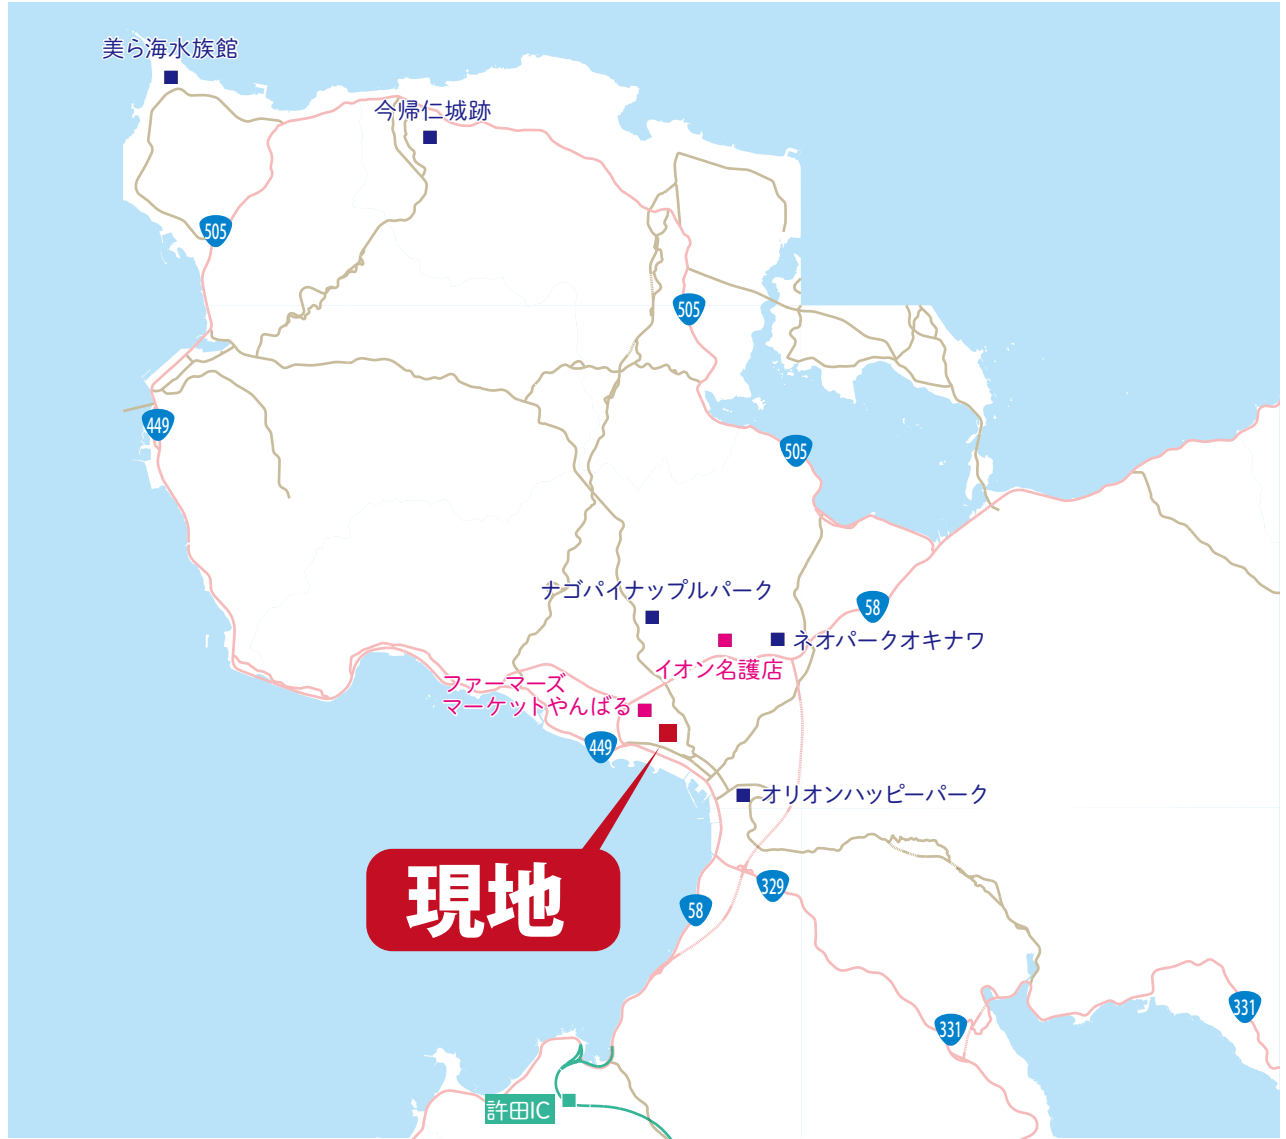 美ら海水族館
今帰仁城跡
505
505
449
505
ナゴパイナップルパーク
58
ネオパークオキナワ
イオン名護店
ファーマーズ
マーケットやんばる
449
オリオンハッピーパーク
現地
329
58
331
331
許田IC